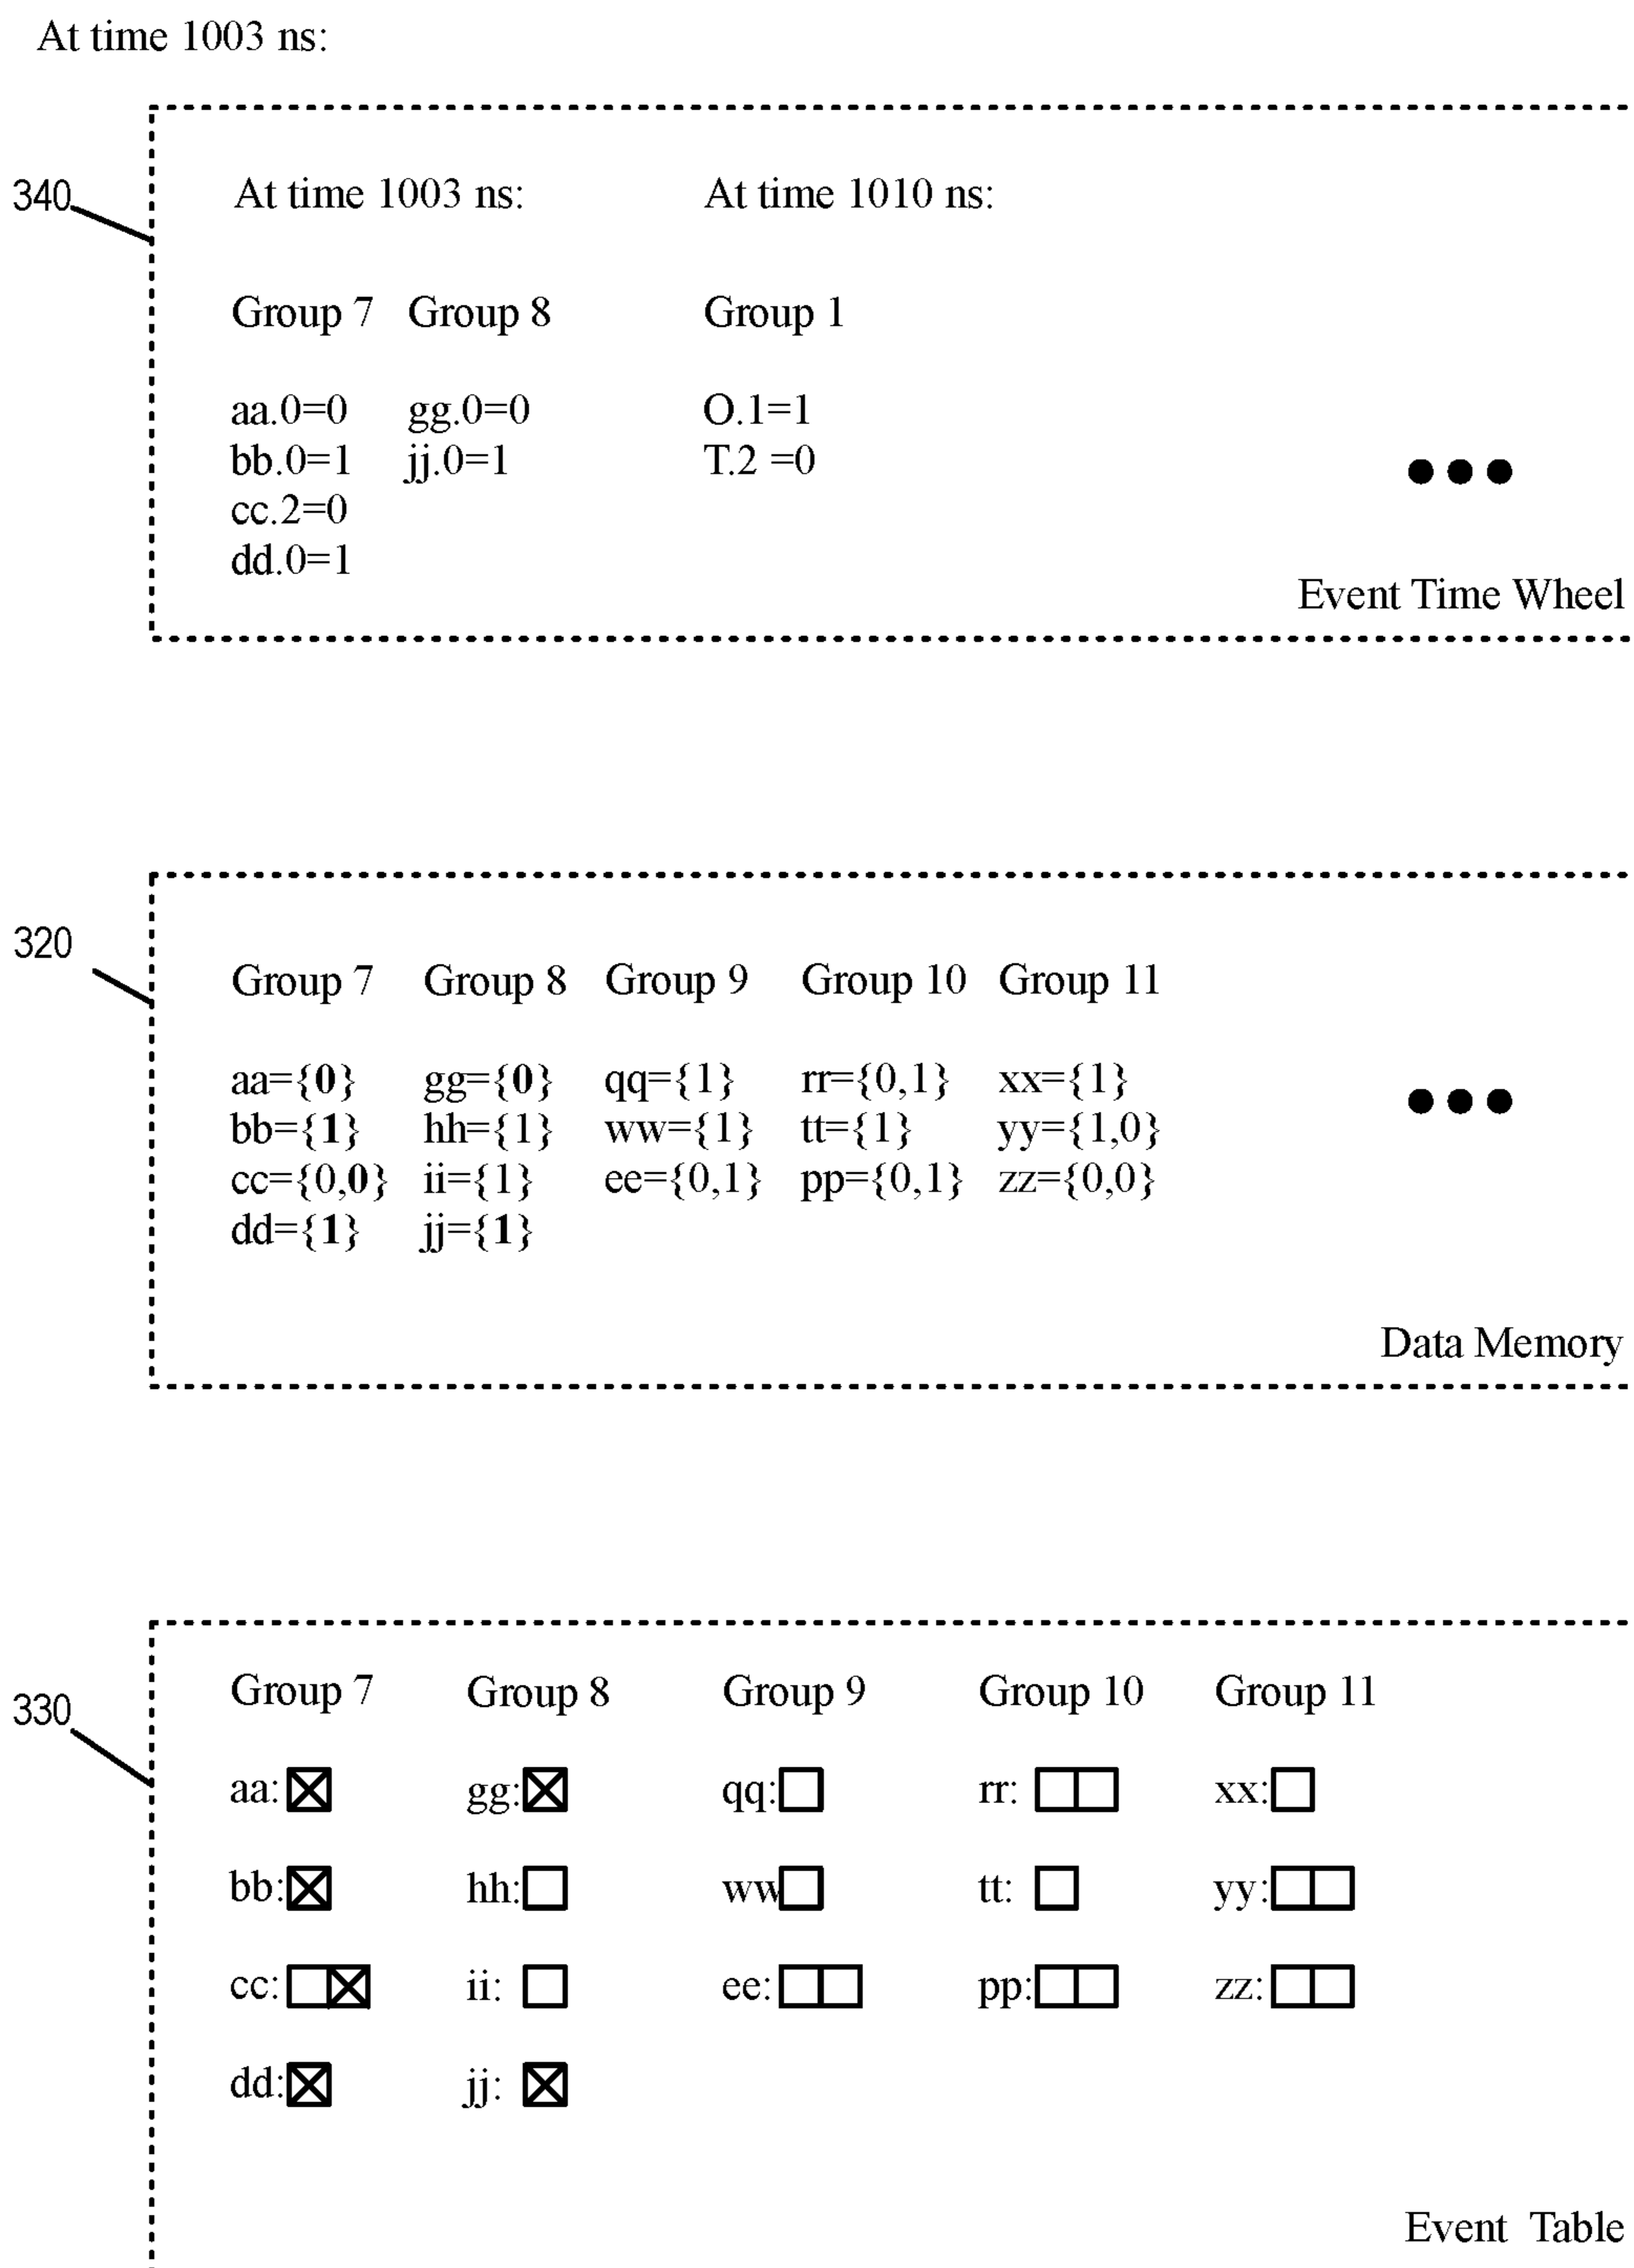 At time 1003 ns:
340
At time 1003 ns: At time 1010 ns:
Group 7 Group 8 Group 1
aa.0=0 gg.0=0 O.1=1
bb.0=1 jj.0=1 T.2 =0
cc.2=0
dd.0=1
Event Time Wheel
320
Group 7 Group 8 Group 9 Group 10 Group 11
aa={0} gg={0} qq={1} rr={0,1} xx={1}
bb={1} hh={1} ww={1} tt={1} yy={1,0}
cc={0,0} ii={1} ee={0,1} pp={0,1} zz={0,0}
dd={1} jj={1}
Data Memory
330
Group 7 Group 8 Group 9 Group 10 Group 11
aa: gg: qq: rr: xx:
bb: hh: ww tt: yy:
cc: ii: ee: pp: zz:
dd: jj:
Event Table